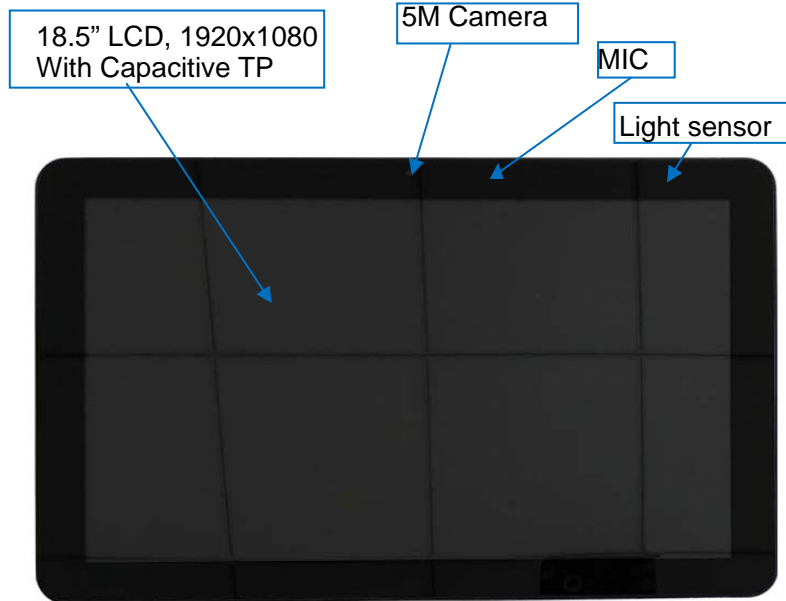 5M Camera
18.5” LCD, 1920x1080
With Capacitive TP
MIC
Light sensor